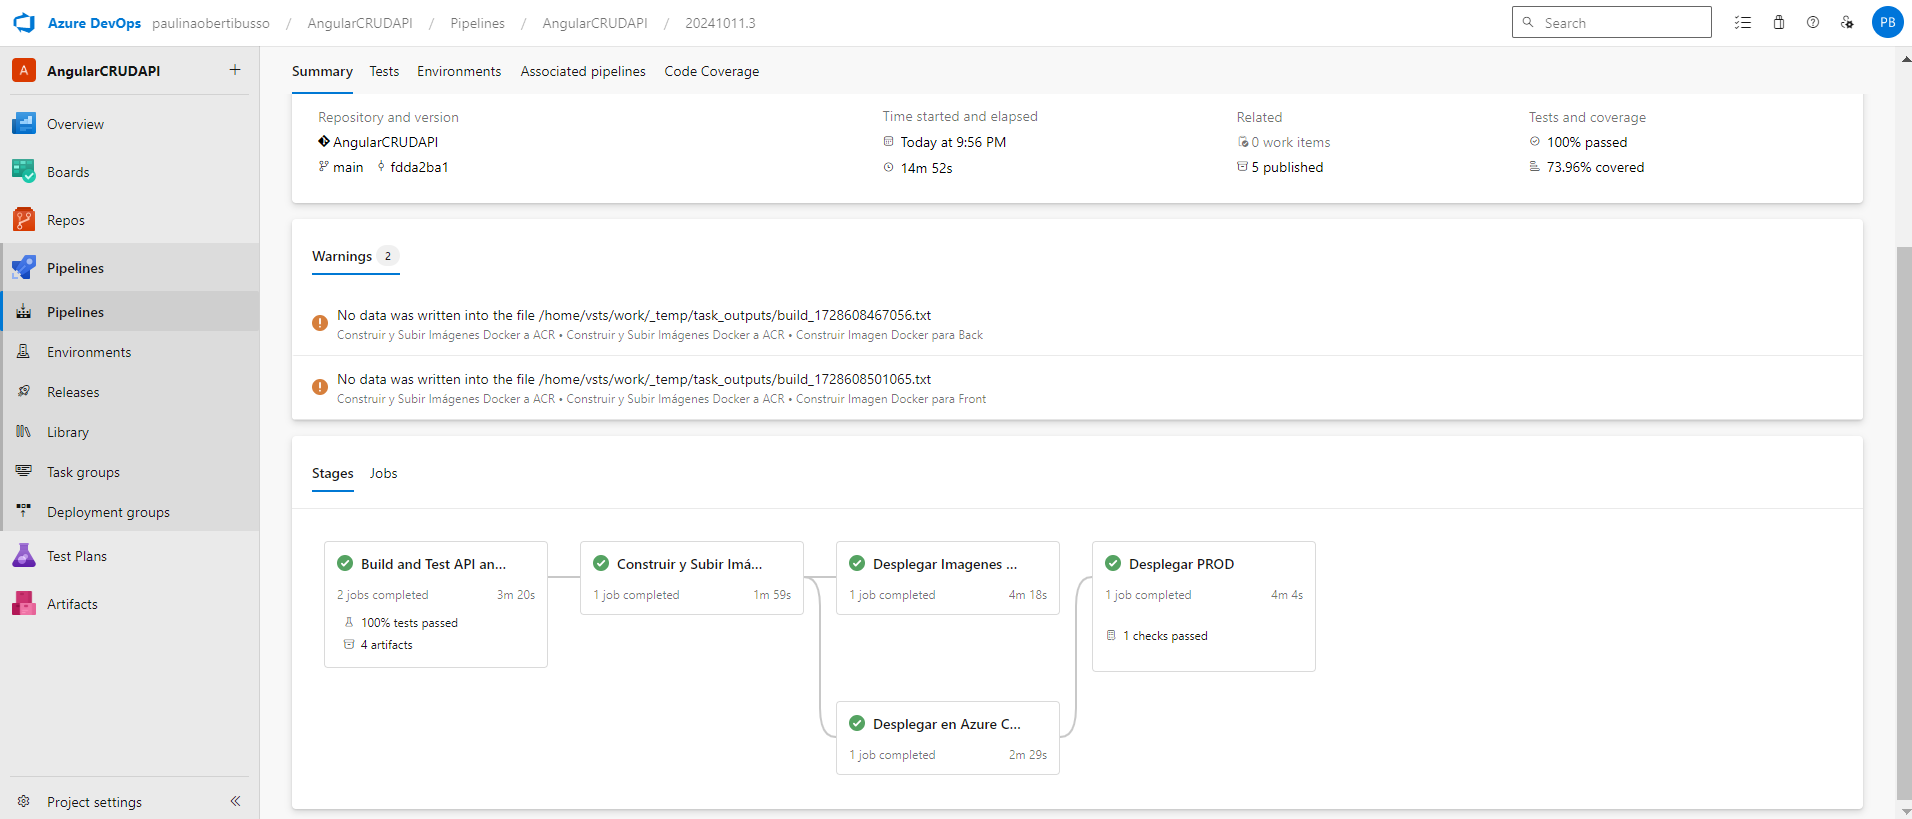 Azure DevOps paulinaobertibusso / AngularCRUDAPI / Pipelines / AngularCRUDAPI / 20241011.3
Search
PB
A AngularCRUDAPI +
Overview
Boards
Repos
Pipelines
Pipelines
Environments
Releases
Library
Task groups
Deployment groups
Test Plans
Artifacts
Project settings
Summary Tests Environments Associated pipelines Code Coverage
Repository and version
AngularCRUDAPI
main fdda2ba1
Time started and elapsed
Today at 9:56 PM
14m 52s
Related
0 work items
5 published
Tests and coverage
100% passed
73.96% covered
Warnings 2
No data was written into the file /home/vsts/work/_temp/task_outputs/build_1728608467056.txt
Construir y Subir Imágenes Docker a ACR • Construir y Subir Imágenes Docker a ACR • Construir Imagen Docker para Back
No data was written into the file /home/vsts/work/_temp/task_outputs/build_1728608501065.txt
Construir y Subir Imágenes Docker a ACR • Construir y Subir Imágenes Docker a ACR • Construir Imagen Docker para Front
Stages Jobs
Build and Test API an...
2 jobs completed 3m 20s
100% tests passed
4 artifacts
Construir y Subir Imá...
1 job completed 1m 59s
Desplegar Imagenes ...
1 job completed 4m 18s
Desplegar en Azure C...
1 job completed 2m 29s
Desplegar PROD
1 job completed 4m 4s
1 checks passed